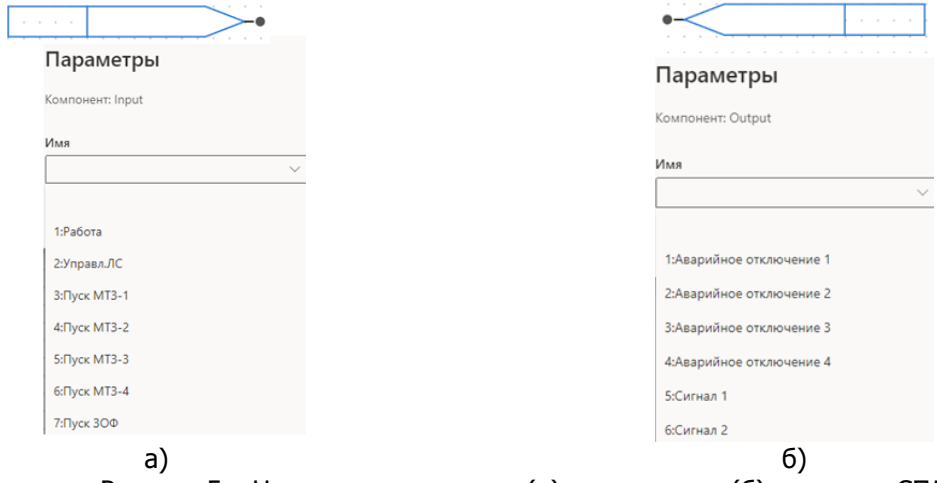 Параметры
Компонент: Input
Имя
1:Работа
2:Управл.ЛС
3:Пуск МТЗ-1
4:Пуск МТЗ-2
5:Пуск МТЗ-3
6:Пуск МТЗ-4
7:Пуск ЗОФ
а)
Параметры
Компонент: Output
Имя
1:Аварийное отключение 1
2:Аварийное отключение 2
3:Аварийное отключение 3
4:Аварийное отключение 4
5:Сигнал 1
6:Сигнал 2
б)
(а) (б)